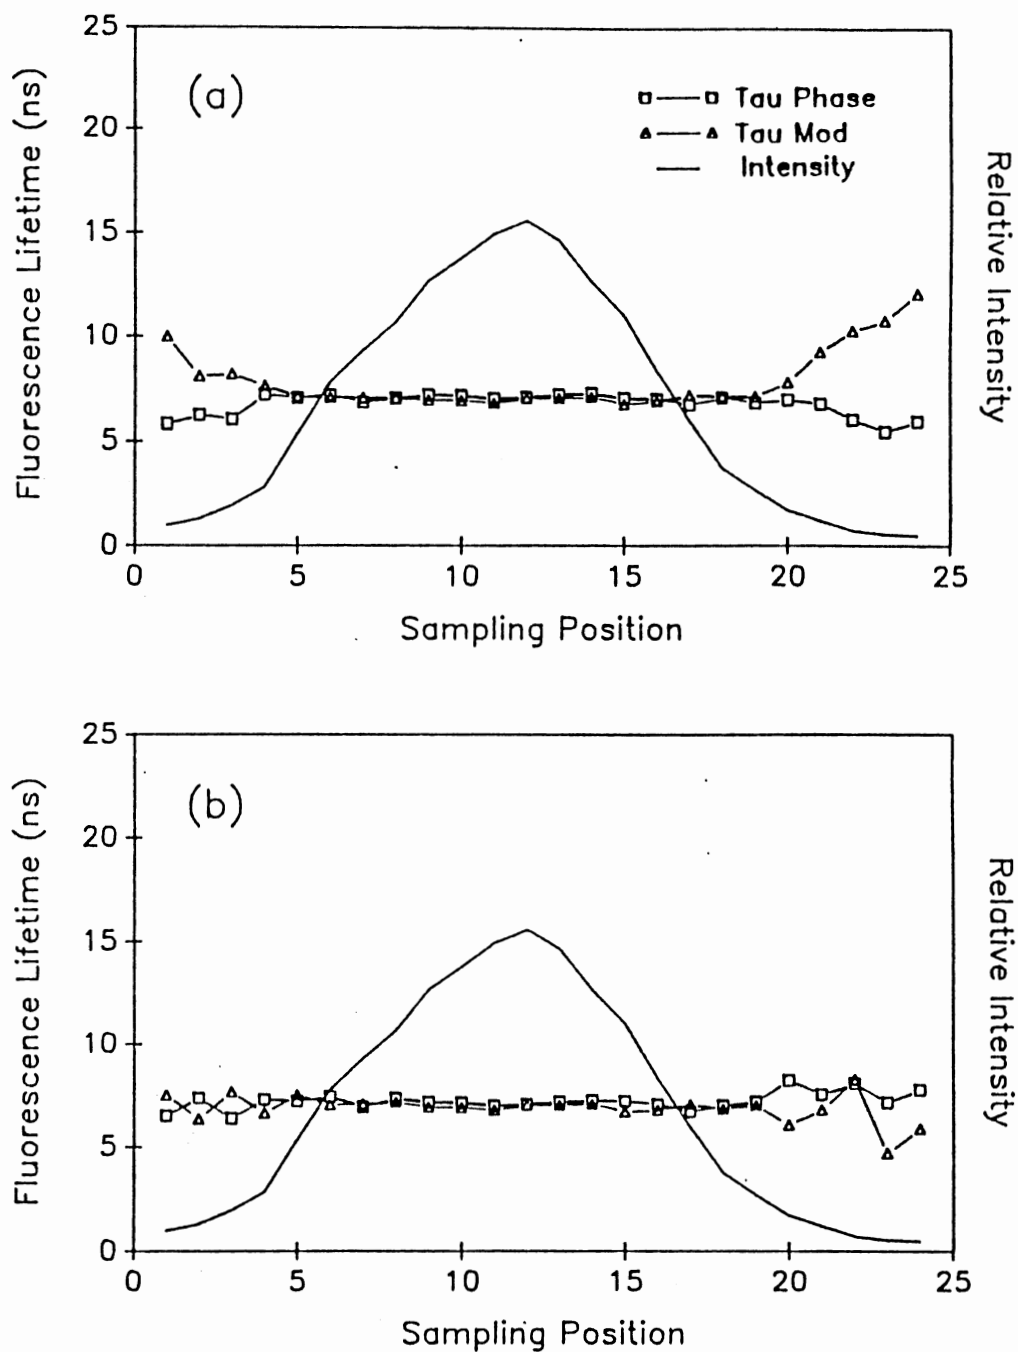 25
20
15
10
5
0
Fluorescence Lifetime (ns)
(a)
Tau Phase
Tau Mod
Intensity
Relative Intensity
0 5 10 15 20 25
Sampling Position
25
20
15
10
5
0
Fluorescence Lifetime (ns)
(b)
Relative Intensity
0 5 10 15 20 25
Sampling Position